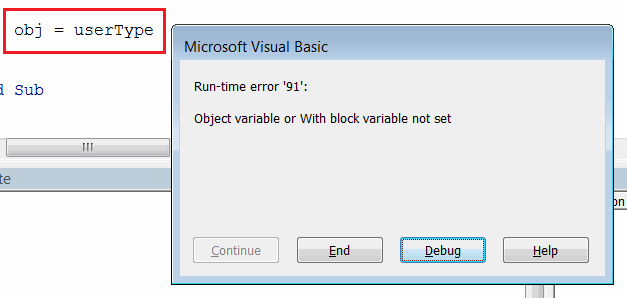 obj = userType
Microsoft Visual Basic
Run-time error '91':
d Sub
Object variable or With block variable not set
te
on
Continue End Debug Help